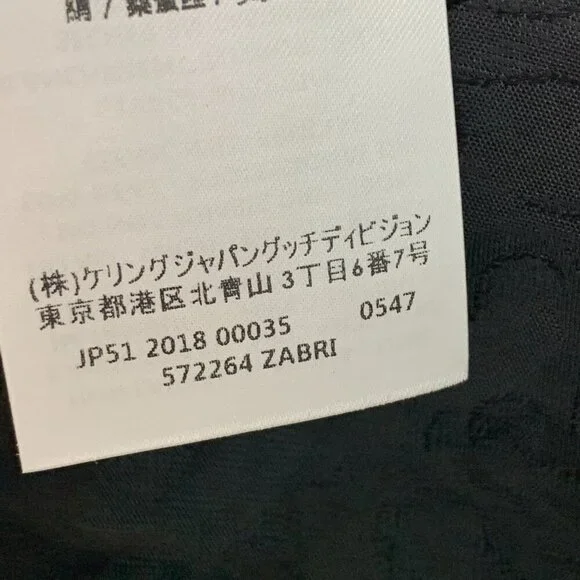 (株)ケリングジャパングッチディビジョン
東京都港区北青山3丁目6番7号
JP51 2018 00035 0547
572264 ZABRI